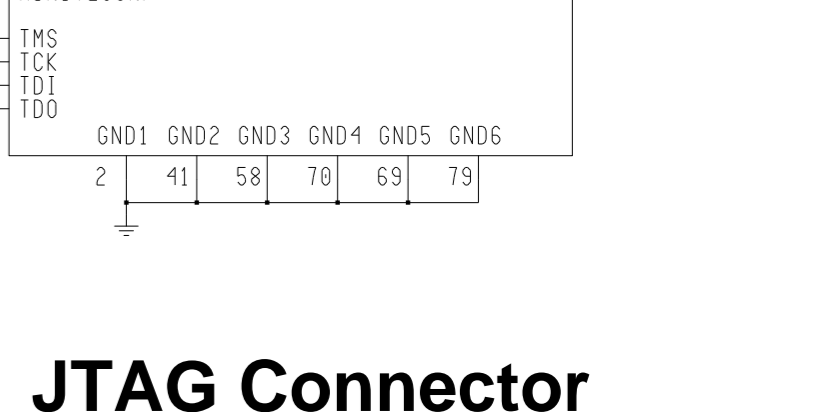 TMS
TCK
TDI
TDO
GND1 GND2 GND3 GND4 GND5 GND6
2 41 58 70 69 79
JTAG Connector